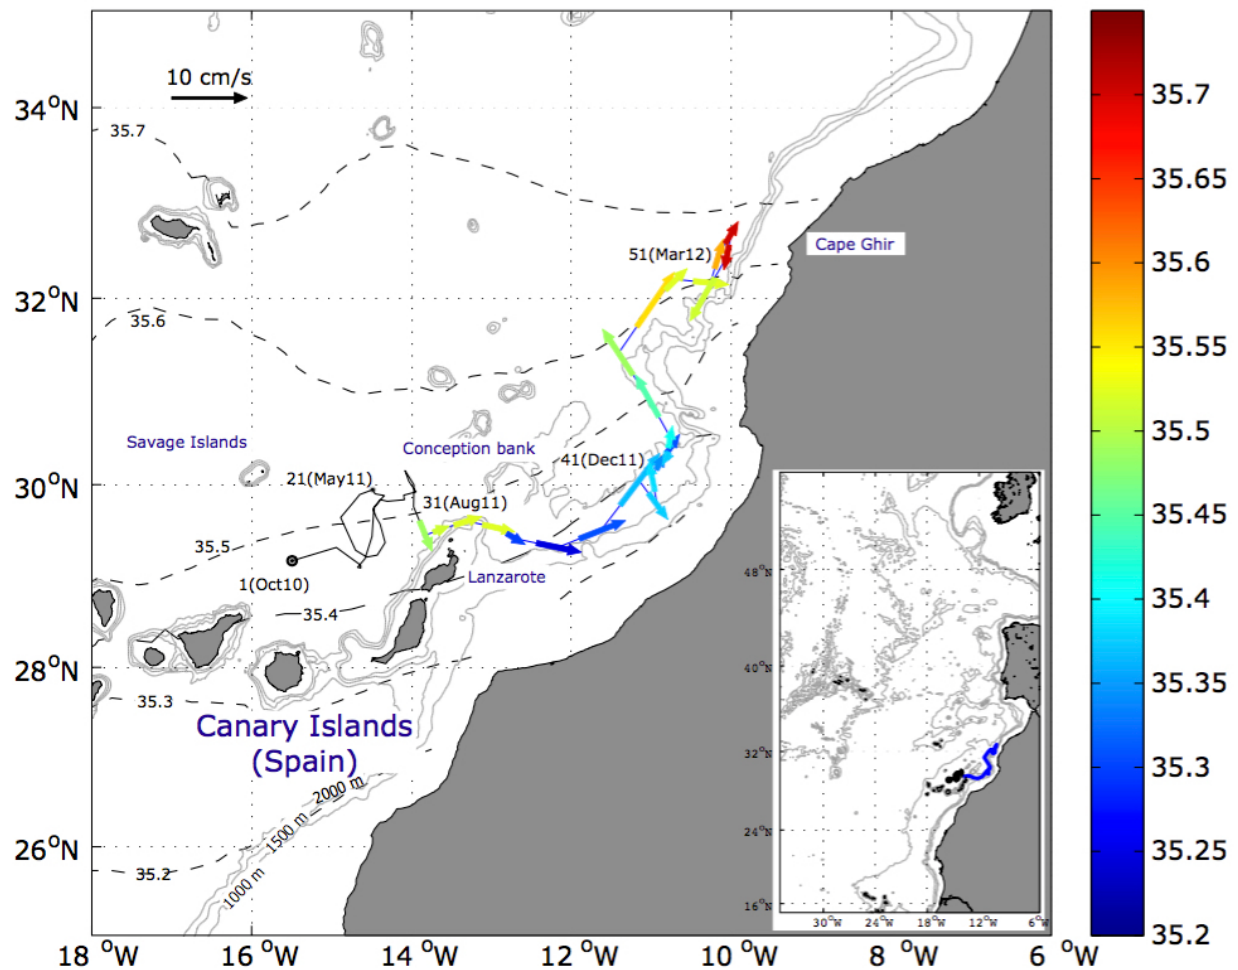 10 cm/s
34°N
35.7
35.7
35.65
51(Mar12)
Cape Ghir
32°N
35.6
35.6
35.55
Savage Islands
Conception bank
41(Dec11)
35.5
30°N
21(May11)
31(Aug11)
35.5
35.45
1(Oct10)
Lanzarote
35.4
35.4
48°N
28°N
35.3
40°N
35.35
Canary Islands
(Spain)
32°N
35.3
2000 m
1500 m
1000 m
26°N
35.2
24°N
35.25
16°N
30°W 24°W 18°W 12°W 6°W
35.2
18°W 16°W 14°W 12°W 10°W 8°W 6°W